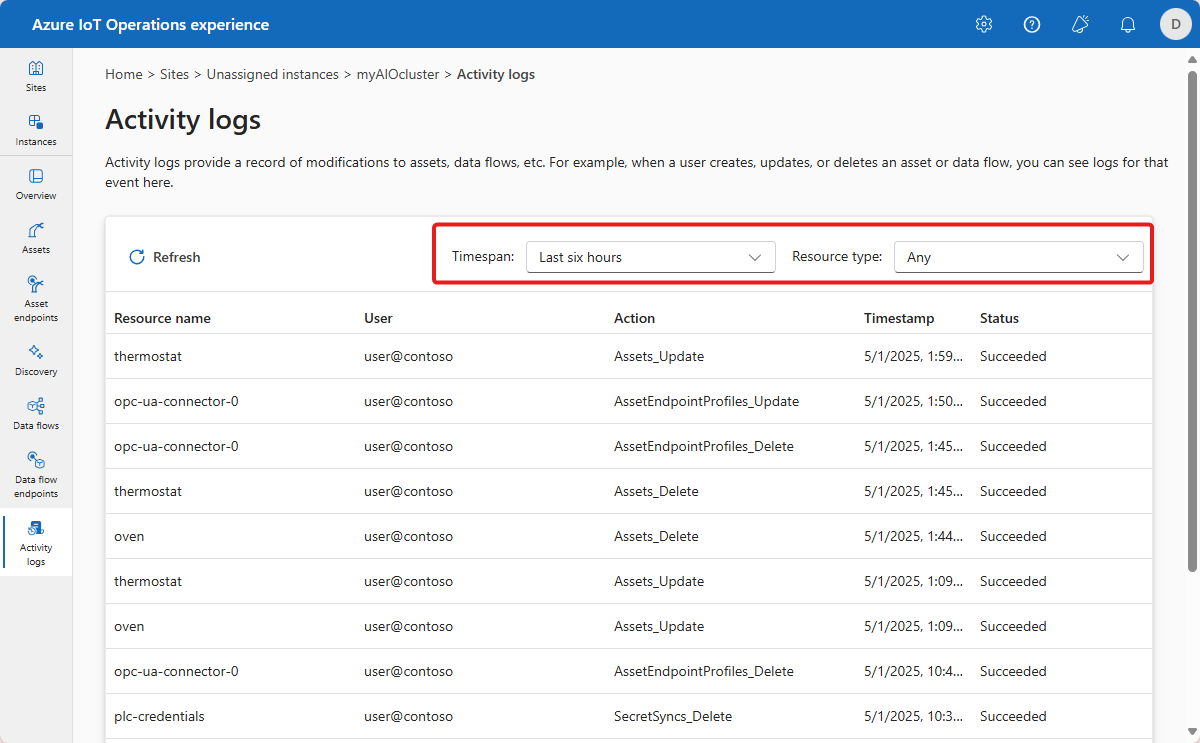 Azure IoT Operations experience
D
Sites
Instances
Overview
Assets
Asset
endpoints
Discovery
Data flows
Data flow
endpoints
Activity
logs
Home > Sites > Unassigned instances > myAIOcluster > Activity logs
Activity logs
Activity logs provide a record of modifications to assets, data flows, etc. For example, when a user creates, updates, or deletes an asset or data flow, you can see logs for that
event here.
Refresh Timespan: Last six hours Resource type: Any
Resource name User Action Timestamp Status
thermostat user@contoso Assets_Update 5/1/2025, 1:59... Succeeded
opc-ua-connector-0 user@contoso AssetEndpointProfiles_Update 5/1/2025, 1:50... Succeeded
opc-ua-connector-0 user@contoso AssetEndpointProfiles_Delete 5/1/2025, 1:45... Succeeded
thermostat user@contoso Assets_Delete 5/1/2025, 1:45... Succeeded
oven user@contoso Assets_Delete 5/1/2025, 1:44... Succeeded
thermostat user@contoso Assets_Update 5/1/2025, 1:09... Succeeded
oven user@contoso Assets_Update 5/1/2025, 1:09... Succeeded
opc-ua-connector-0 user@contoso AssetEndpointProfiles_Delete 5/1/2025, 10:4... Succeeded
plc-credentials user@contoso SecretSyncs_Delete 5/1/2025, 10:3... Succeeded